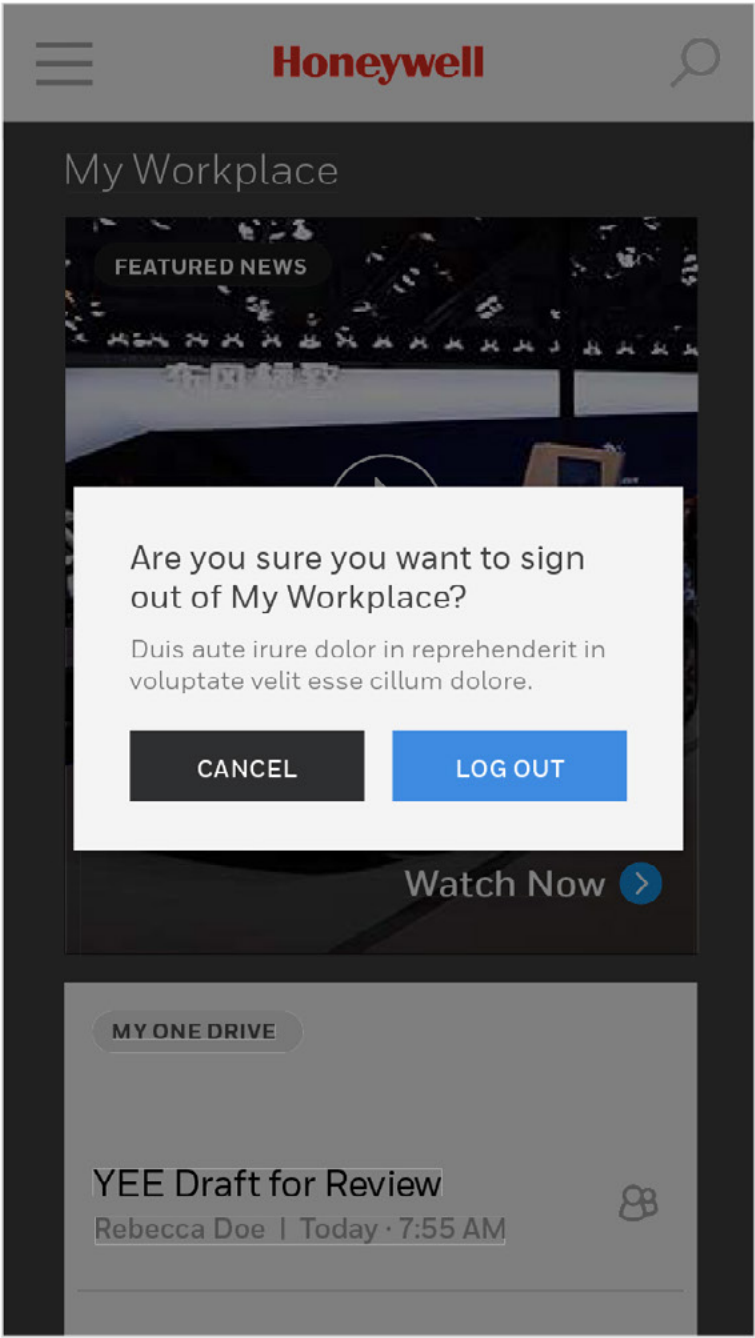 Honeywell
My Workplace
FEATURED NEWS
Are you sure you want to sign
out of My Workplace?
Duis aute irure dolor in reprehenderit in
voluptate velit esse cillum dolore.
CANCEL
LOG OUT
Watch Now
MY ONE DRIVE
YEE Draft for Review
Rebecca Doe | Today · 7:55 AM